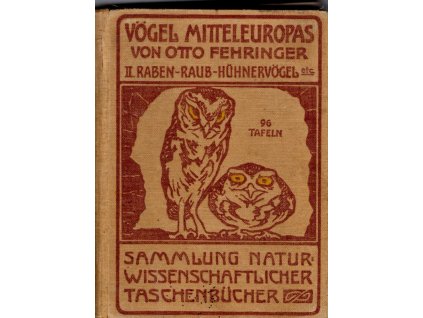 VÖGEL MITTELEUROPAS
VON OTTO FEHRINGER
II. RABEN-RAUB-HÜHNERVÖGEL etc
96
TAFELN
SAMMLUNG NATUR-
WISSENSCHAFTLICHER
TASCHENBÜCHER